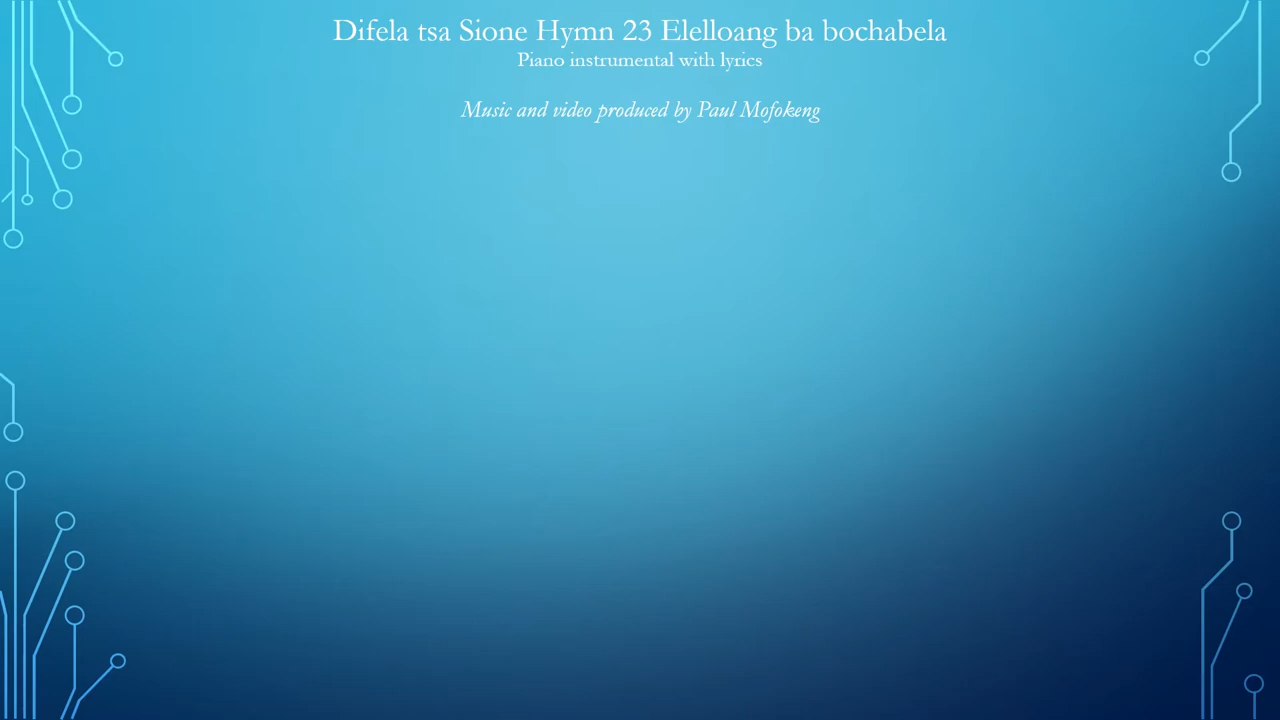 Difela tsa Sione Hymn 23 Elelloang ba bochabela
Piano instrumental with lyrics
Music and video produced by Paul Mofokeng